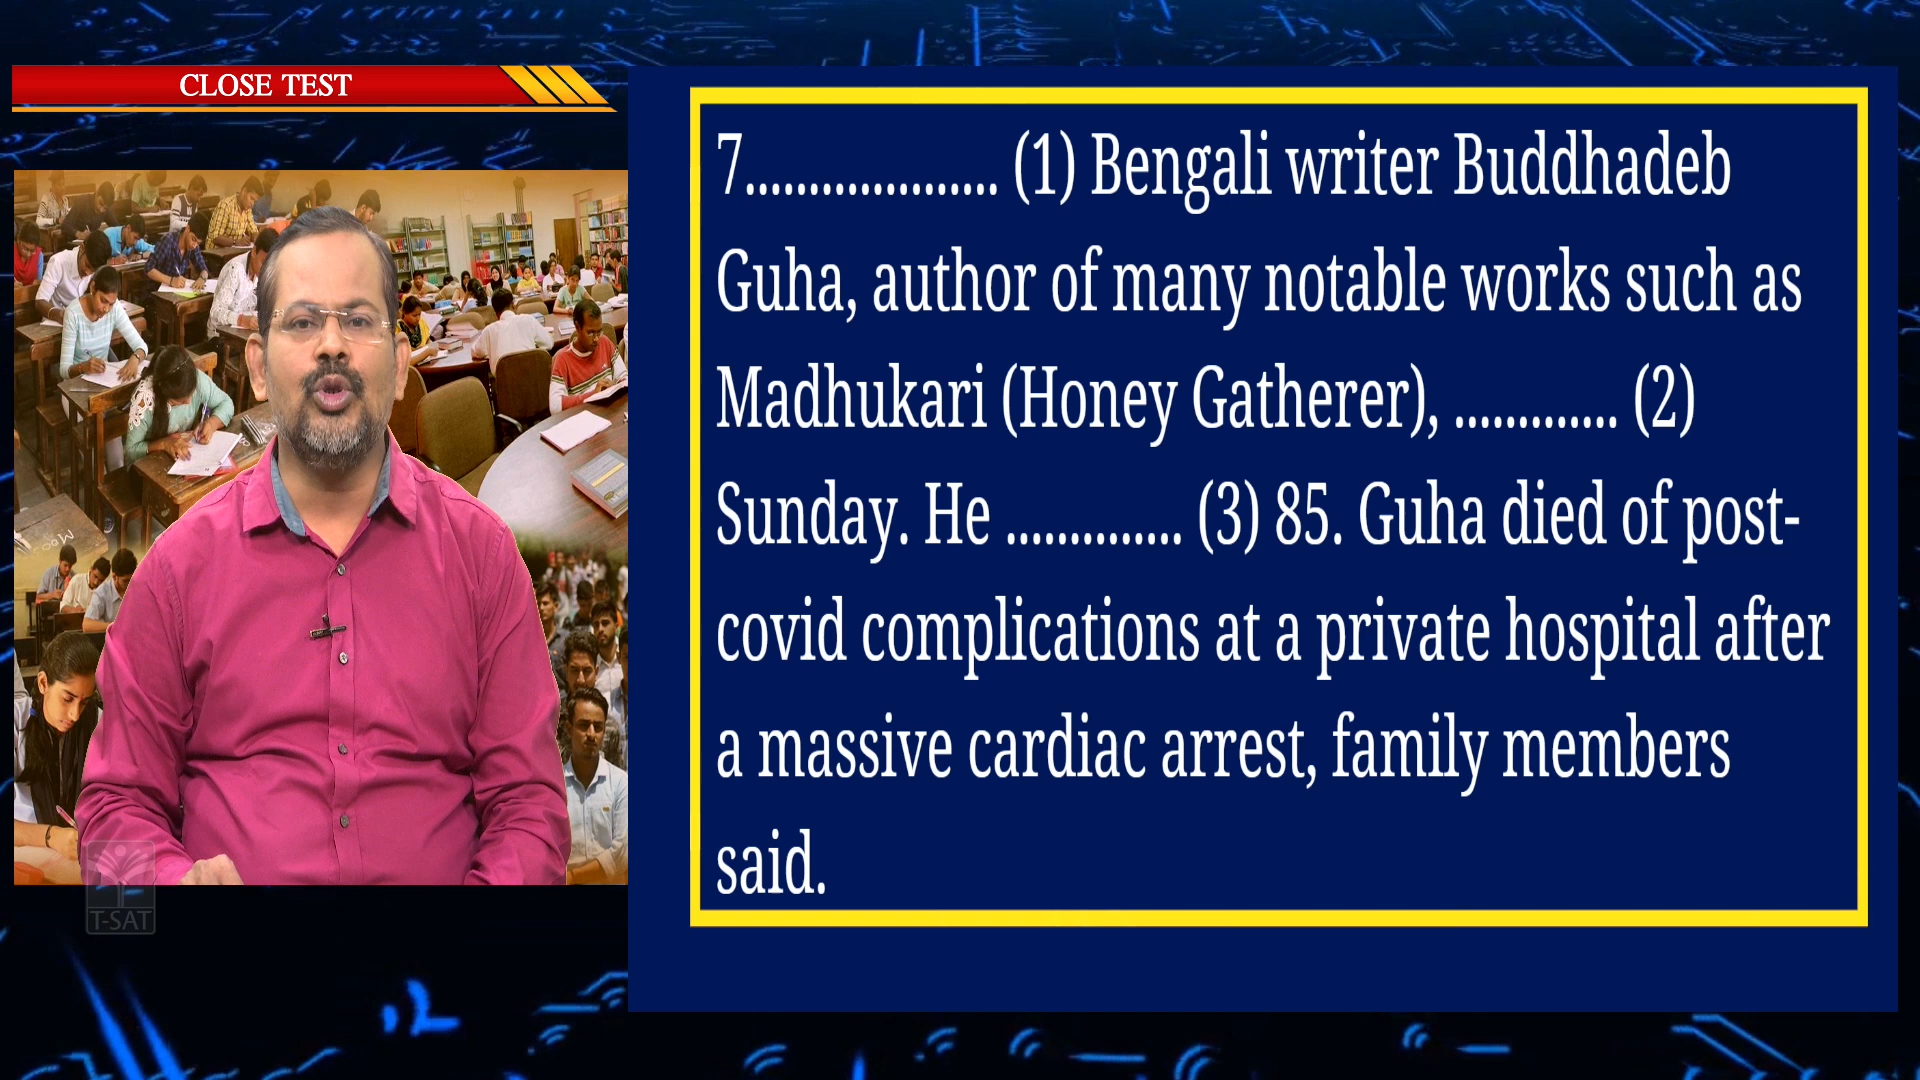 CLOSE TEST
7.................... (1) Bengali writer Buddhadeb
Guha, author of many notable works such as
Madhukari (Honey Gatherer), ............. (2)
Sunday. He .............. (3) 85. Guha died of post-
covid complications at a private hospital after
a massive cardiac arrest, family members
said.
T-SAT